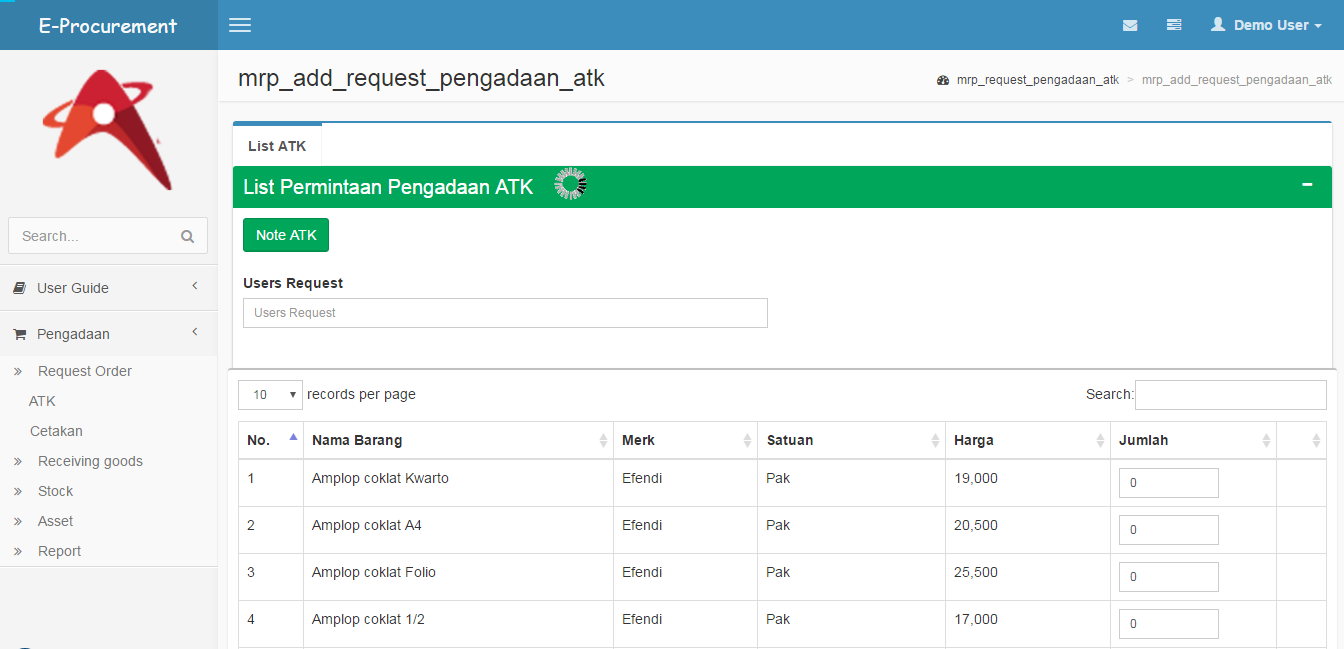 E-Procurement
Demo User
mrp_add_request_pengadaan_atk
mrp_request_pengadaan_atk > mrp_add_request_pengadaan_atk
Search...
User Guide
Pengadaan
Request Order
ATK
Cetakan
Receiving goods
Stock
Asset
Report
List ATK
List Permintaan Pengadaan ATK
Note ATK
Users Request
Users Request
10 records per page Search:
No. Nama Barang Merk Satuan Harga Jumlah
1 Amplop coklat Kwarto Efendi Pak 19,000 0
2 Amplop coklat A4 Efendi Pak 20,500 0
3 Amplop coklat Folio Efendi Pak 25,500 0
4 Amplop coklat 1/2 Efendi Pak 17,000 0